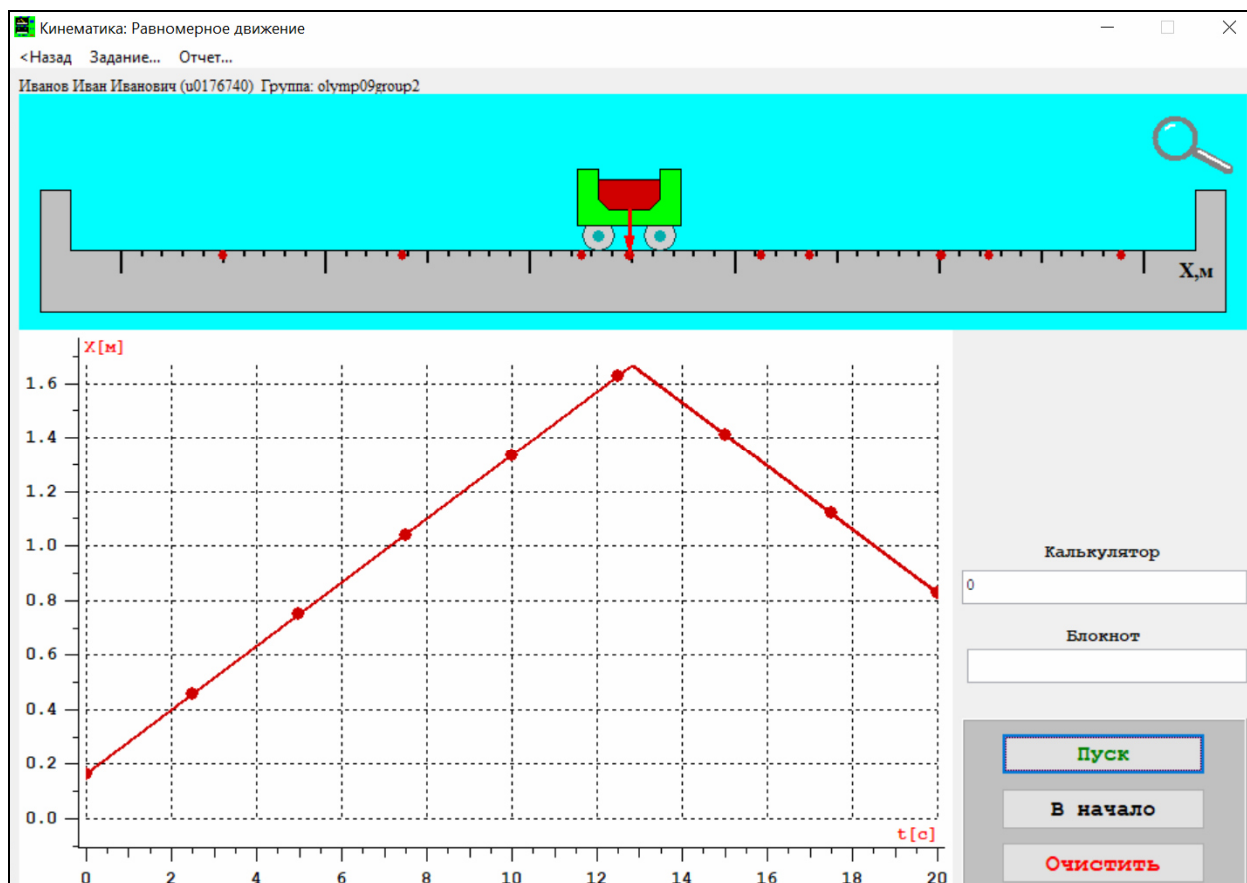 Кинематика: Равномерное движение
<Назад Задание... Отчет...
Иванов Иван Иванович (u0176740) Группа: olymp09group2
X,м
X[м]
1.6
1.4
1.2
1.0
0.8
0.6
0.4
0.2
0.0
t[с]
0 2 4 6 8 10 12 14 16 18 20
Калькулятор
0
Блокнот
Пуск
В начало
Очистить